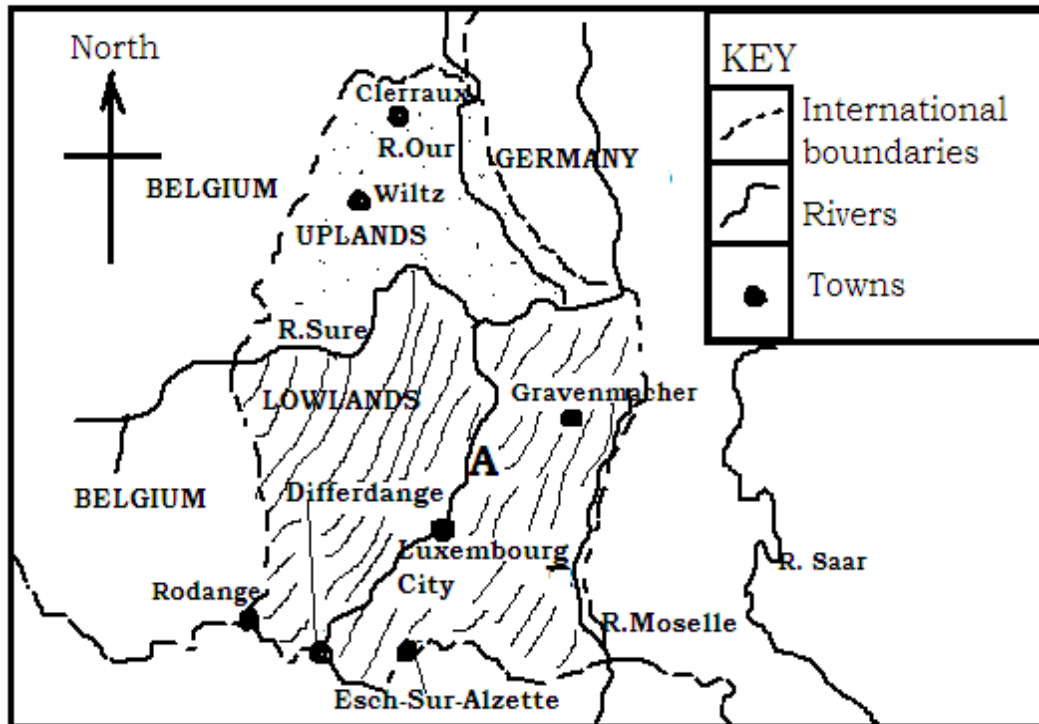 North
KEY
International
boundaries
Rivers
Towns
Clerraux
R.Our
GERMANY
BELGIUM
Wiltz
UPLANDS
R.Sure
LOWLANDS
Gravenmacher
A
BELGIUM
Differdange
Luxembourg
City
R. Saar
Rodange
R.Moselle
Esch-Sur-Alzette